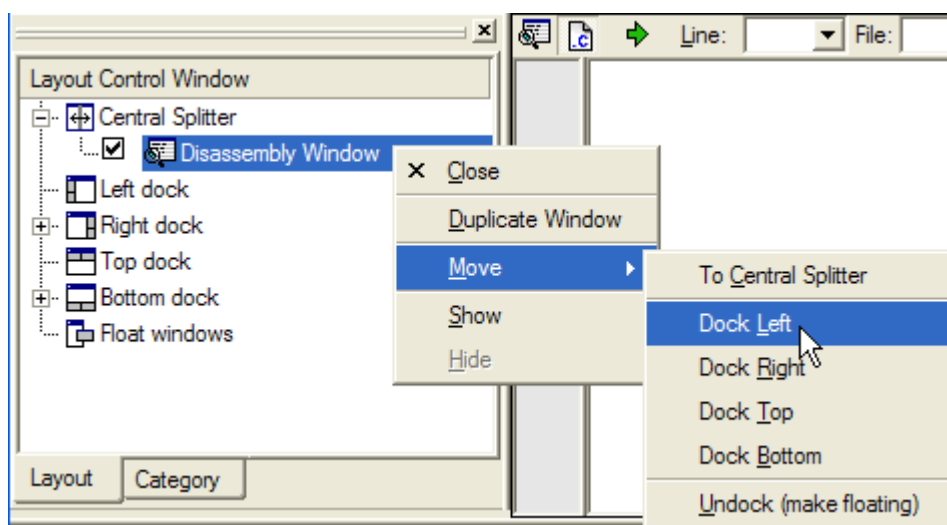 Line:
File:
.c
Layout Control Window
Central Splitter
Disassembly Window
Left dock
Right dock
Top dock
Bottom dock
Float windows
Close
Duplicate Window
Move
Show
Hide
To Central Splitter
Dock Left
Dock Right
Dock Top
Dock Bottom
Undock (make floating)
Layout
Category